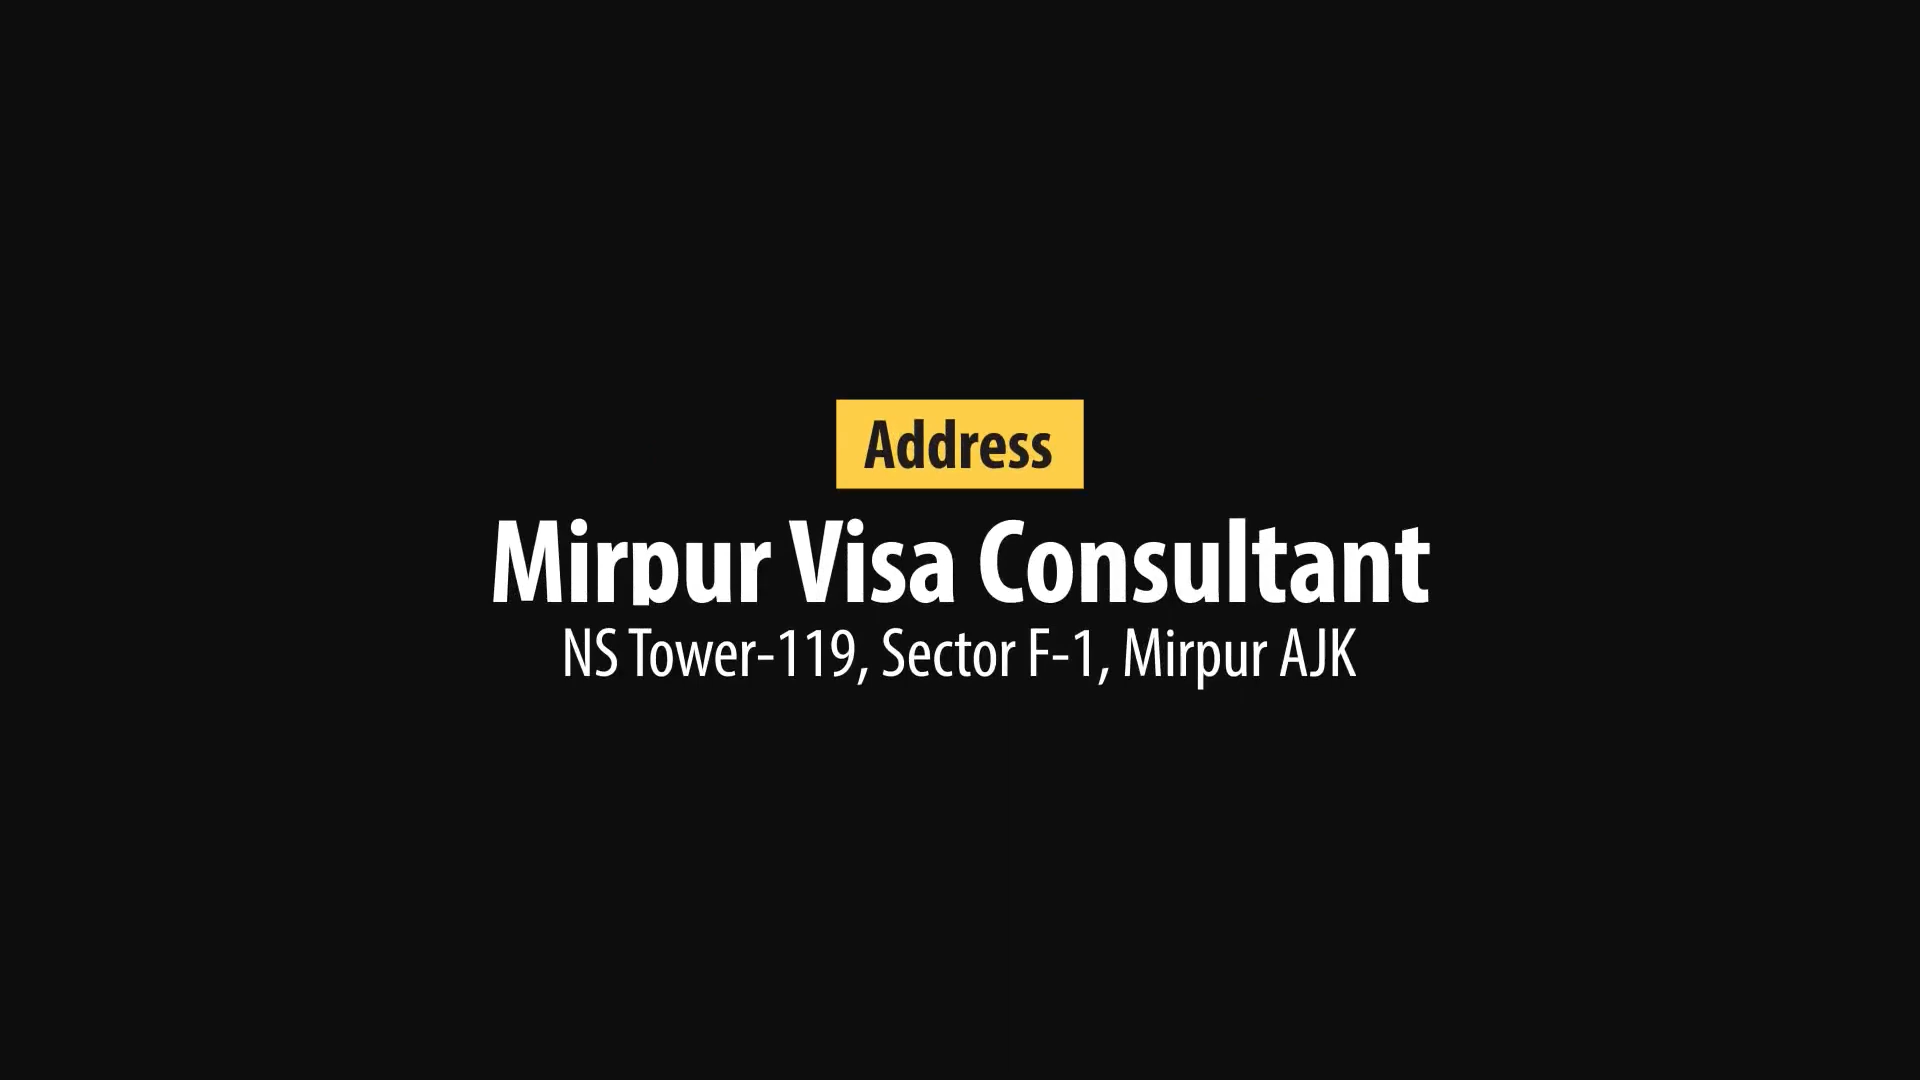 Address
Mirpur Visa Consultant
NS Tower-119, Sector F-1, Mirpur AJK